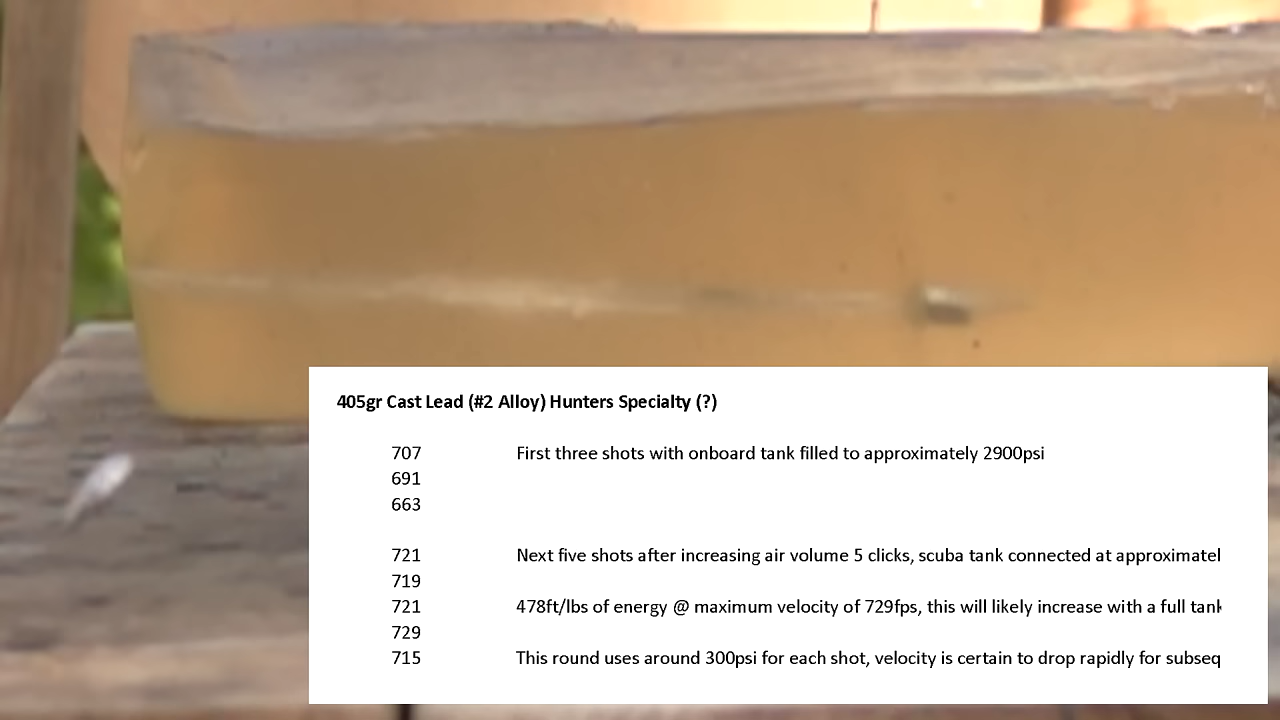 405gr Cast Lead (#2 Alloy) Hunters Specialty (?)
707 First three shots with onboard tank filled to approximately 2900psi
691
663
721 Next five shots after increasing air volume 5 clicks, scuba tank connected at approximatel
719
721 478ft/lbs of energy @ maximum velocity of 729fps, this will likely increase with a full tank
729
715 This round uses around 300psi for each shot, velocity is certain to drop rapidly for subseq